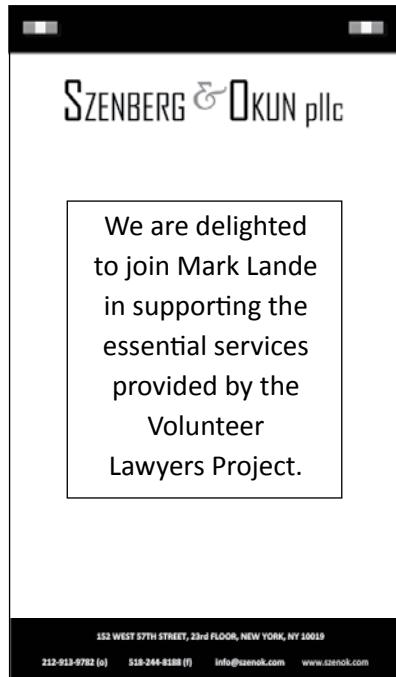 SZENBERG & OKUN pllc
We are delighted
to join Mark Lande
in supporting the
essential services
provided by the
Volunteer
Lawyers Project.
152 WEST 57TH STREET, 23rd FLOOR, NEW YORK, NY 10019
212-913-9782 (o) 518-244-8188 (f) info@szenok.com www.szenok.com